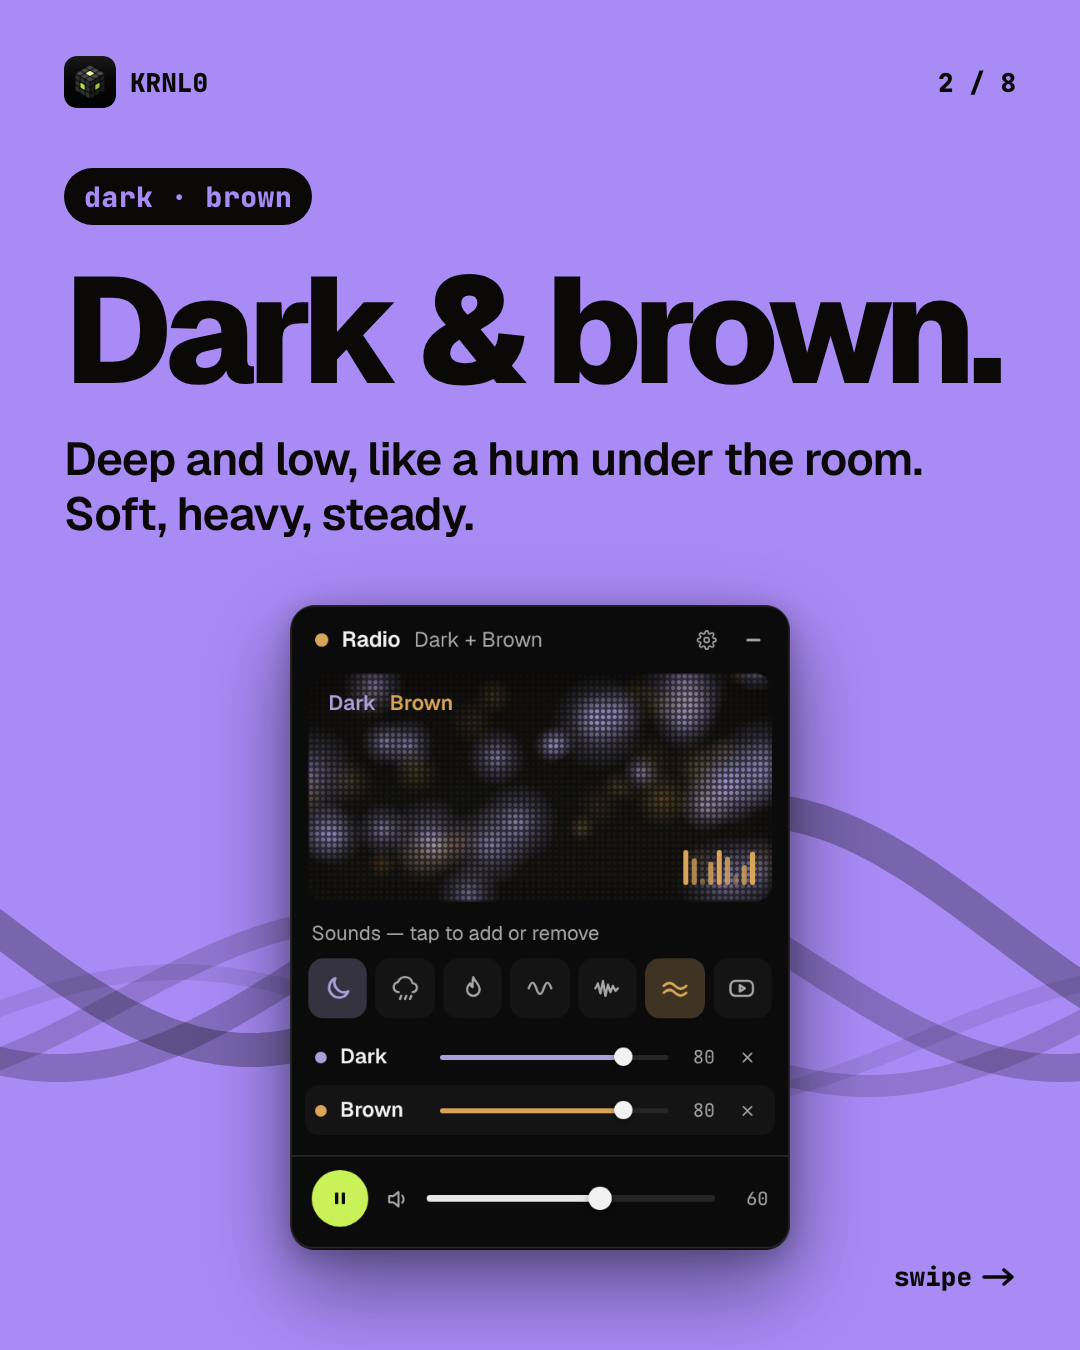 KRNL0
2 / 8
dark · brown
Dark & brown.
Deep and low, like a hum under the room.
Soft, heavy, steady.
Radio Dark + Brown
Dark Brown
Sounds — tap to add or remove
Dark 80
Brown 80
60
swipe →